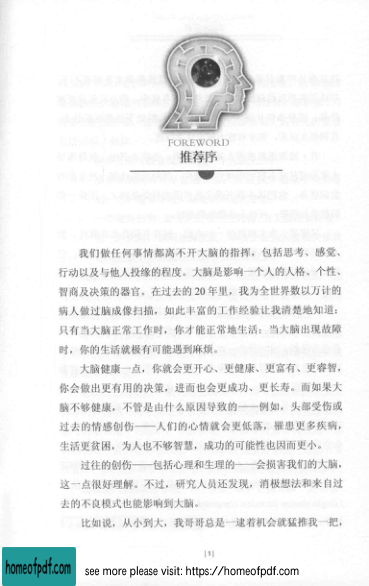 FOREWORD
推荐序
我们做任何事情都离不开大脑的指挥，包括思考、感觉、
行动以及与他人投缘的程度。大脑是影响一个人的人格、个性、
智商及决策的器官。在过去的 20 年里，我为全世界数以万计的
病人做过脑成像扫描，如此丰富的工作经验让我清楚地知道：
只有当大脑正常工作时，你才能正常地生活；当大脑出现故障
时，你的生活就极有可能遇到麻烦。
大脑健康一点，你就会更开心、更健康、更富有、更睿智，
你会做出更有用的决策，进而也会更成功、更长寿。而如果大
脑不够健康，不管是由什么原因导致的——例如，头部受伤或
过去的情感创伤——人们的心情就会更低落，罹患更多疾病，
生活更贫困，为人也不够智慧，成功的可能性也因而更小。
过往的创伤——包括心理和生理的——会损害我们的大脑，
这一点很好理解。不过，研究人员还发现，消极想法和来自过
去的不良模式也能影响到大脑。
比如说，从小到大，我哥哥总是一逮着机会就猛推我一把，
[3]
homeofpdf.com
see more please visit: https://homeofpdf.com